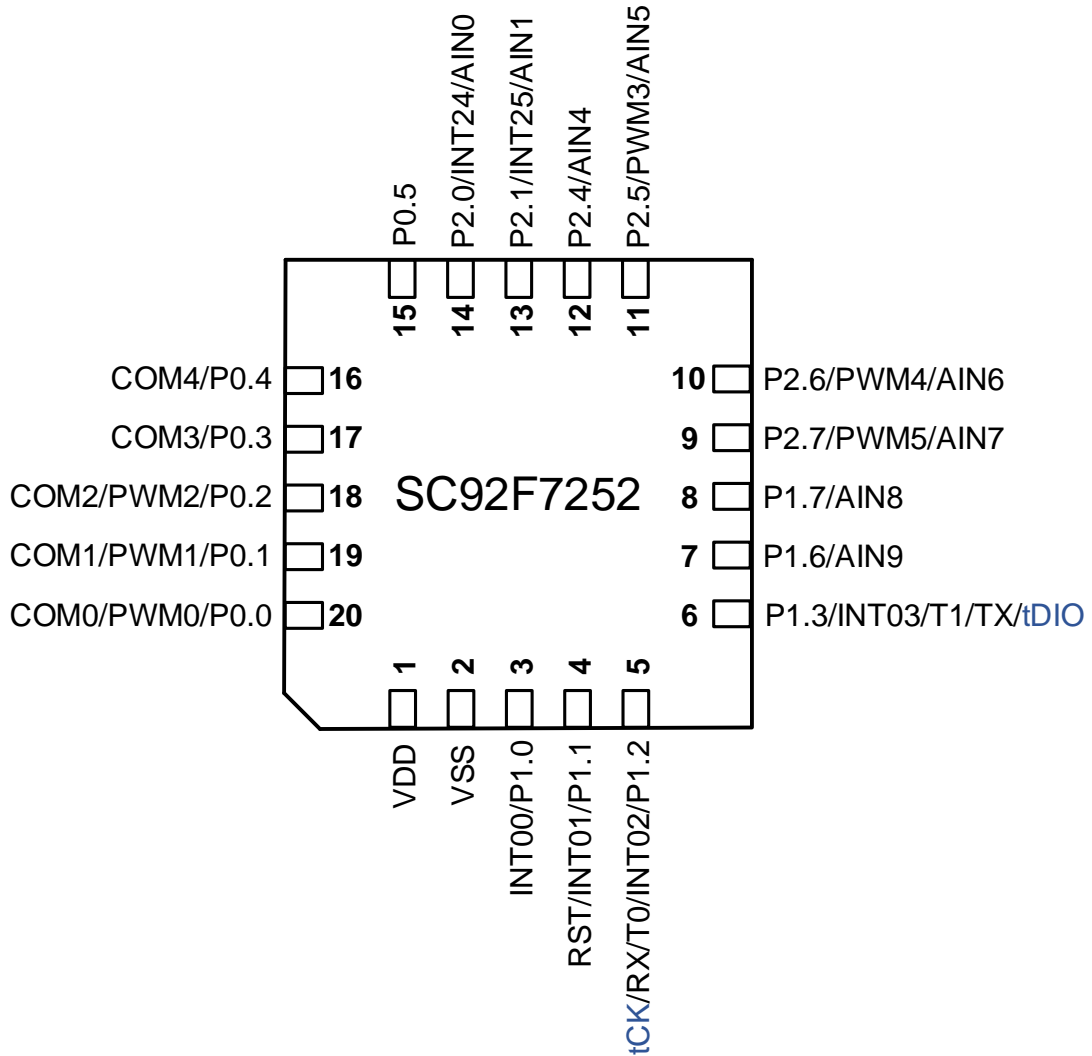 P0.5
P2.0/INT24/AIN0
P2.1/INT25/AIN1
P2.4/AIN4
P2.5/PWM3/AIN5
15
14
13
12
11
COM4/P0.4 16
10 P2.6/PWM4/AIN6
COM3/P0.3 17
9 P2.7/PWM5/AIN7
COM2/PWM2/P0.2 18
SC92F7252
8 P1.7/AIN8
COM1/PWM1/P0.1 19
7 P1.6/AIN9
COM0/PWM0/P0.0 20
6 P1.3/INT03/T1/TX/tDIO
1
2
3
4
5
VDD
VSS
INT00/P1.0
RST/INT01/P1.1
tCK/RX/T0/INT02/P1.2